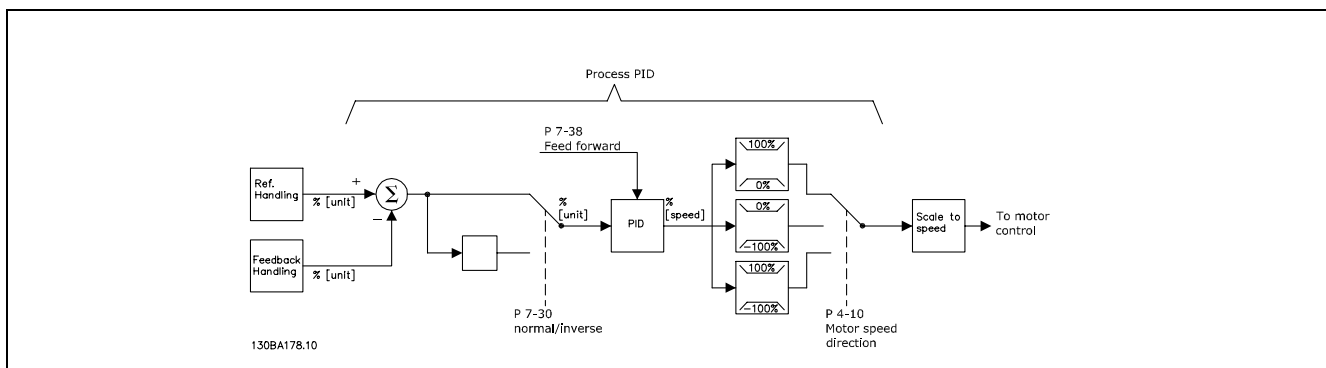 Process PID
P 7-38
Feed forward
Ref.
Handling
+
% [unit]
Σ
−
Feedback
Handling
% [unit]
% [unit]
PID
% [speed]
100%
0%
0%
−100%
100%
−100%
Scale to
speed
To motor
control
P 7-30
normal/inverse
P 4-10
Motor speed
direction
130BA178.10